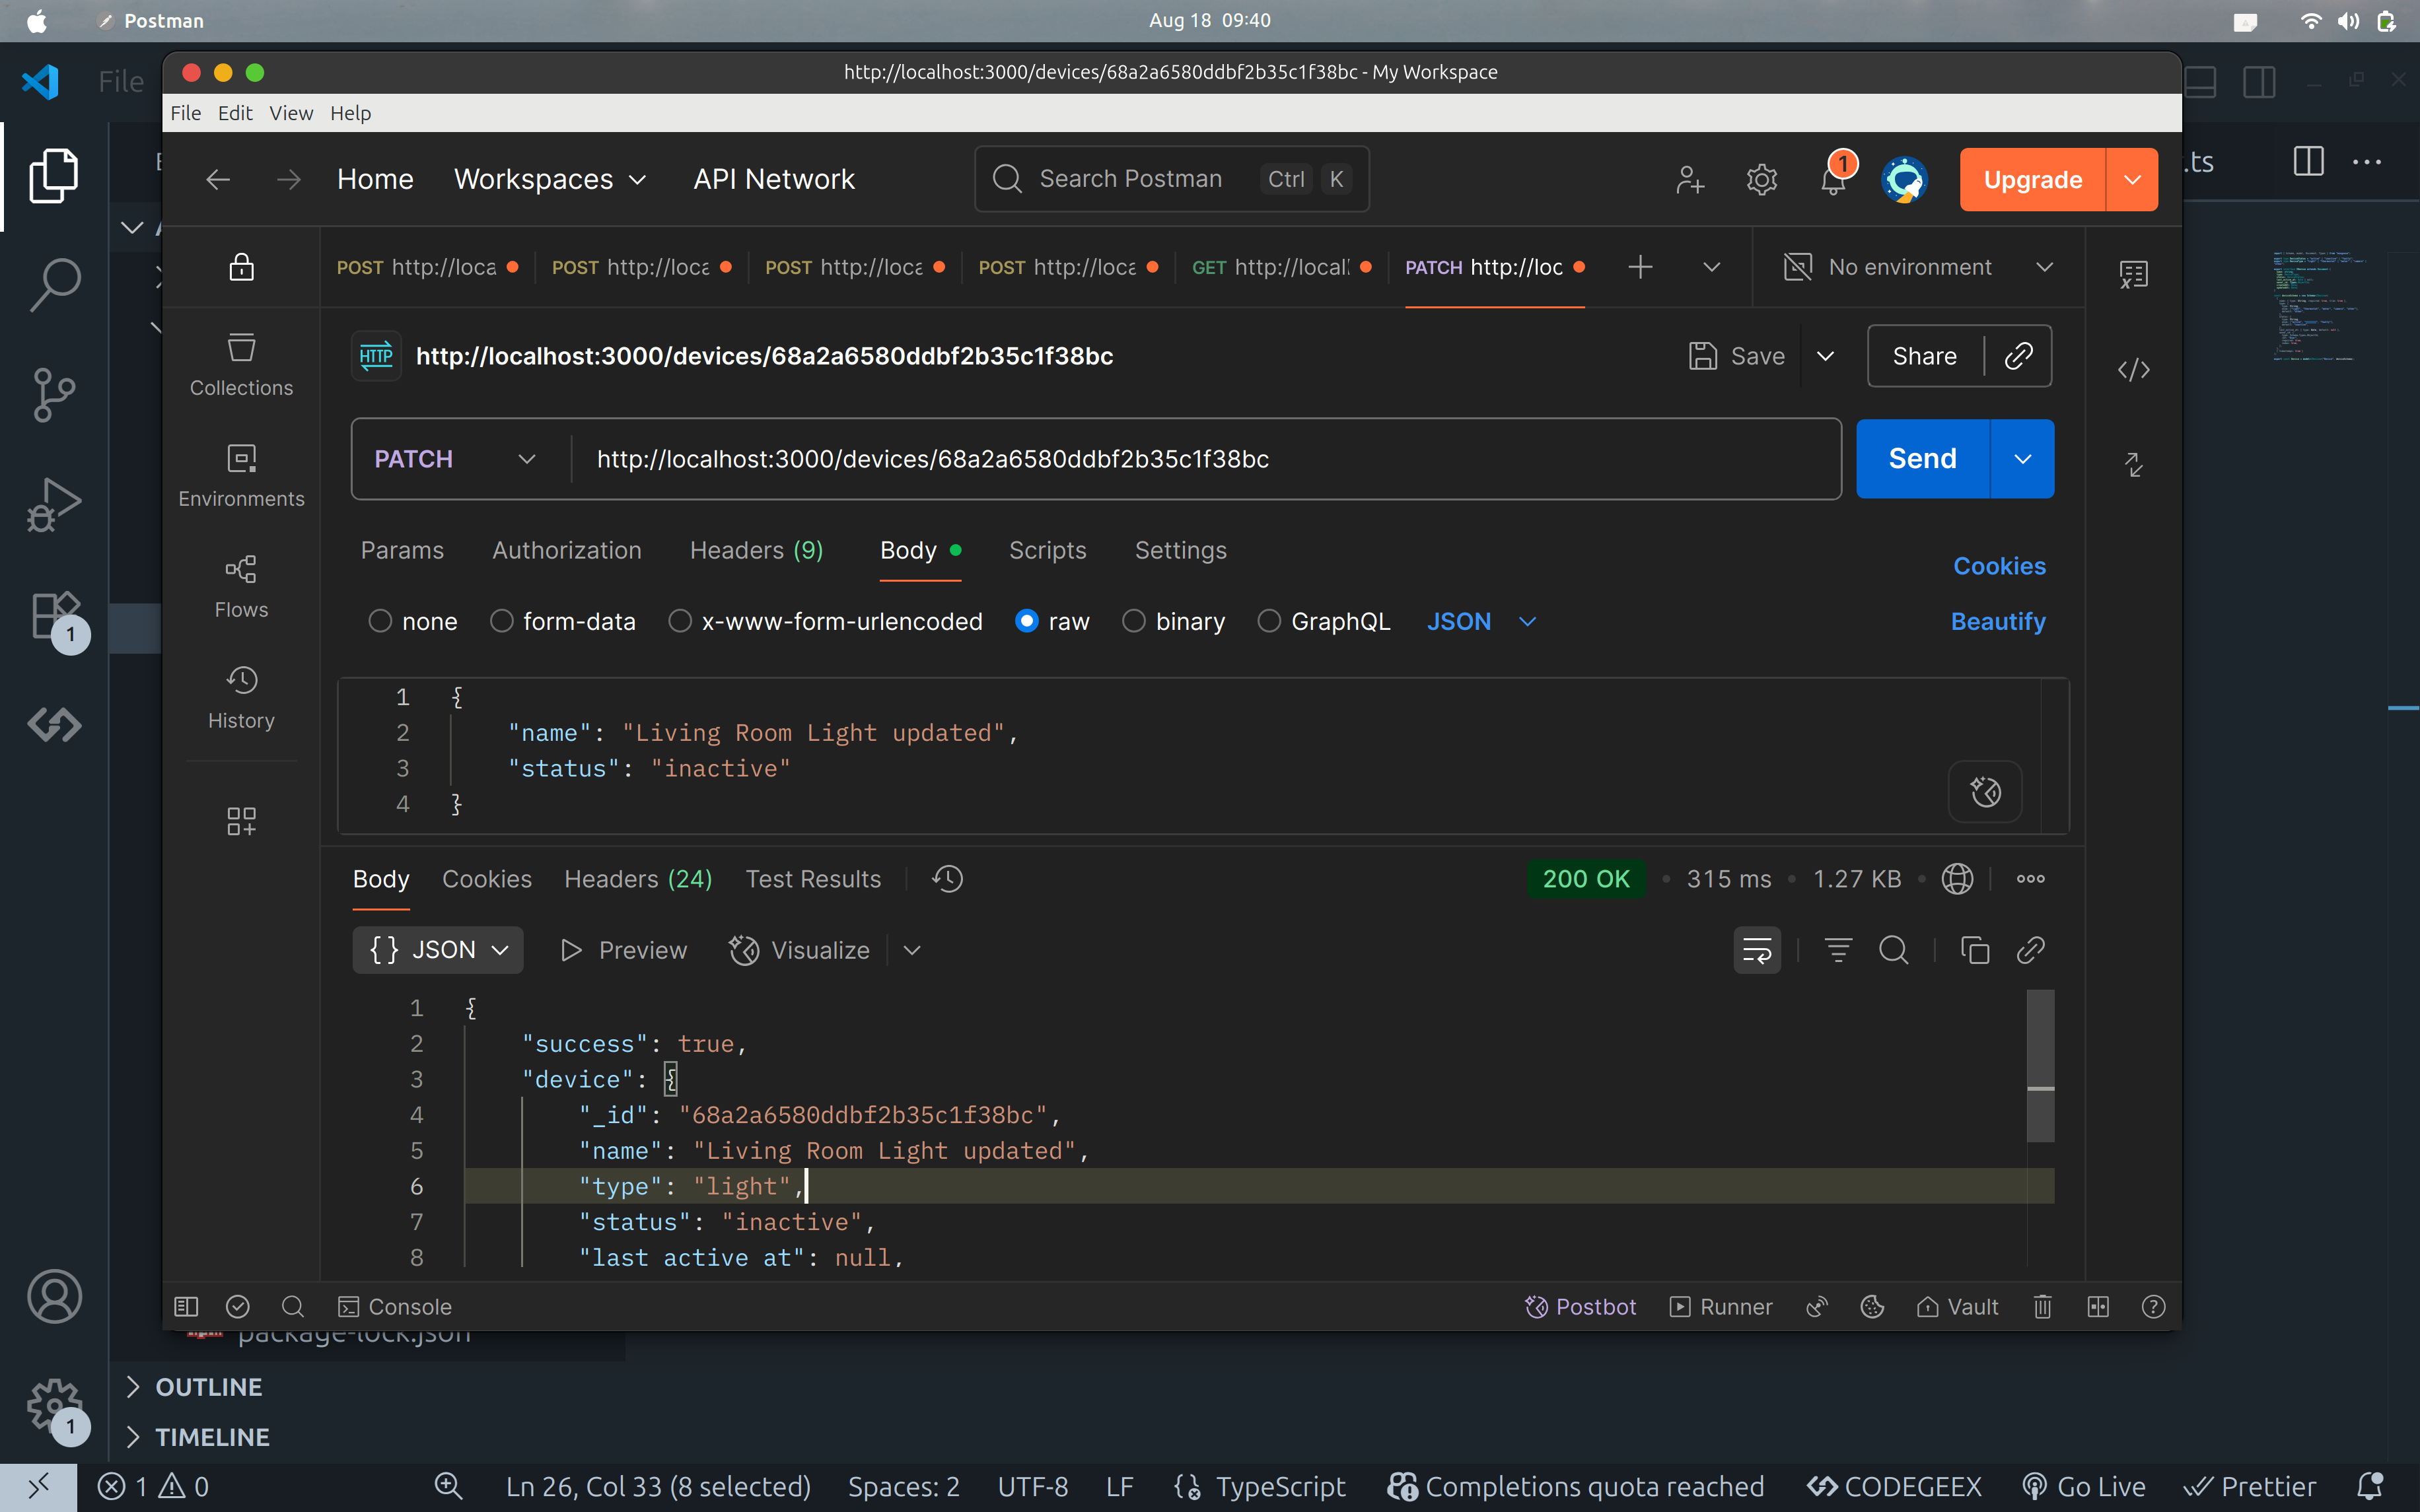 Postman
Aug 18 09:40
File
http://localhost:3000/devices/68a2a6580ddbf2b35c1f38bc - My Workspace
File Edit View Help
Home Workspaces API Network
Search Postman Ctrl K
1
Upgrade
.ts
POST http://loca
POST http://loca
POST http://loca
POST http://loca
GET http://local
PATCH http://loc
No environment
HTTP http://localhost:3000/devices/68a2a6580ddbf2b35c1f38bc
Save Share
Collections
Environments
Flows
History
PATCH http://localhost:3000/devices/68a2a6580ddbf2b35c1f38bc
Send
Params Authorization Headers (9) Body Scripts Settings
Cookies
none form-data x-www-form-urlencoded raw binary GraphQL JSON
Beautify
1 {
2 "name": "Living Room Light updated",
3 "status": "inactive"
4 }
Body Cookies Headers (24) Test Results
200 OK • 315 ms • 1.27 KB •
{} JSON Preview Visualize
1 {
2 "success": true,
3 "device": {
4 "_id": "68a2a6580ddbf2b35c1f38bc",
5 "name": "Living Room Light updated",
6 "type": "light",
7 "status": "inactive",
8 "last active at": null,
Console
Postbot Runner Vault
1
package-lock.json
OUTLINE
1
TIMELINE
1 0
Ln 26, Col 33 (8 selected) Spaces: 2 UTF-8 LF TypeScript Completions quota reached CODEGEEX Go Live Prettier